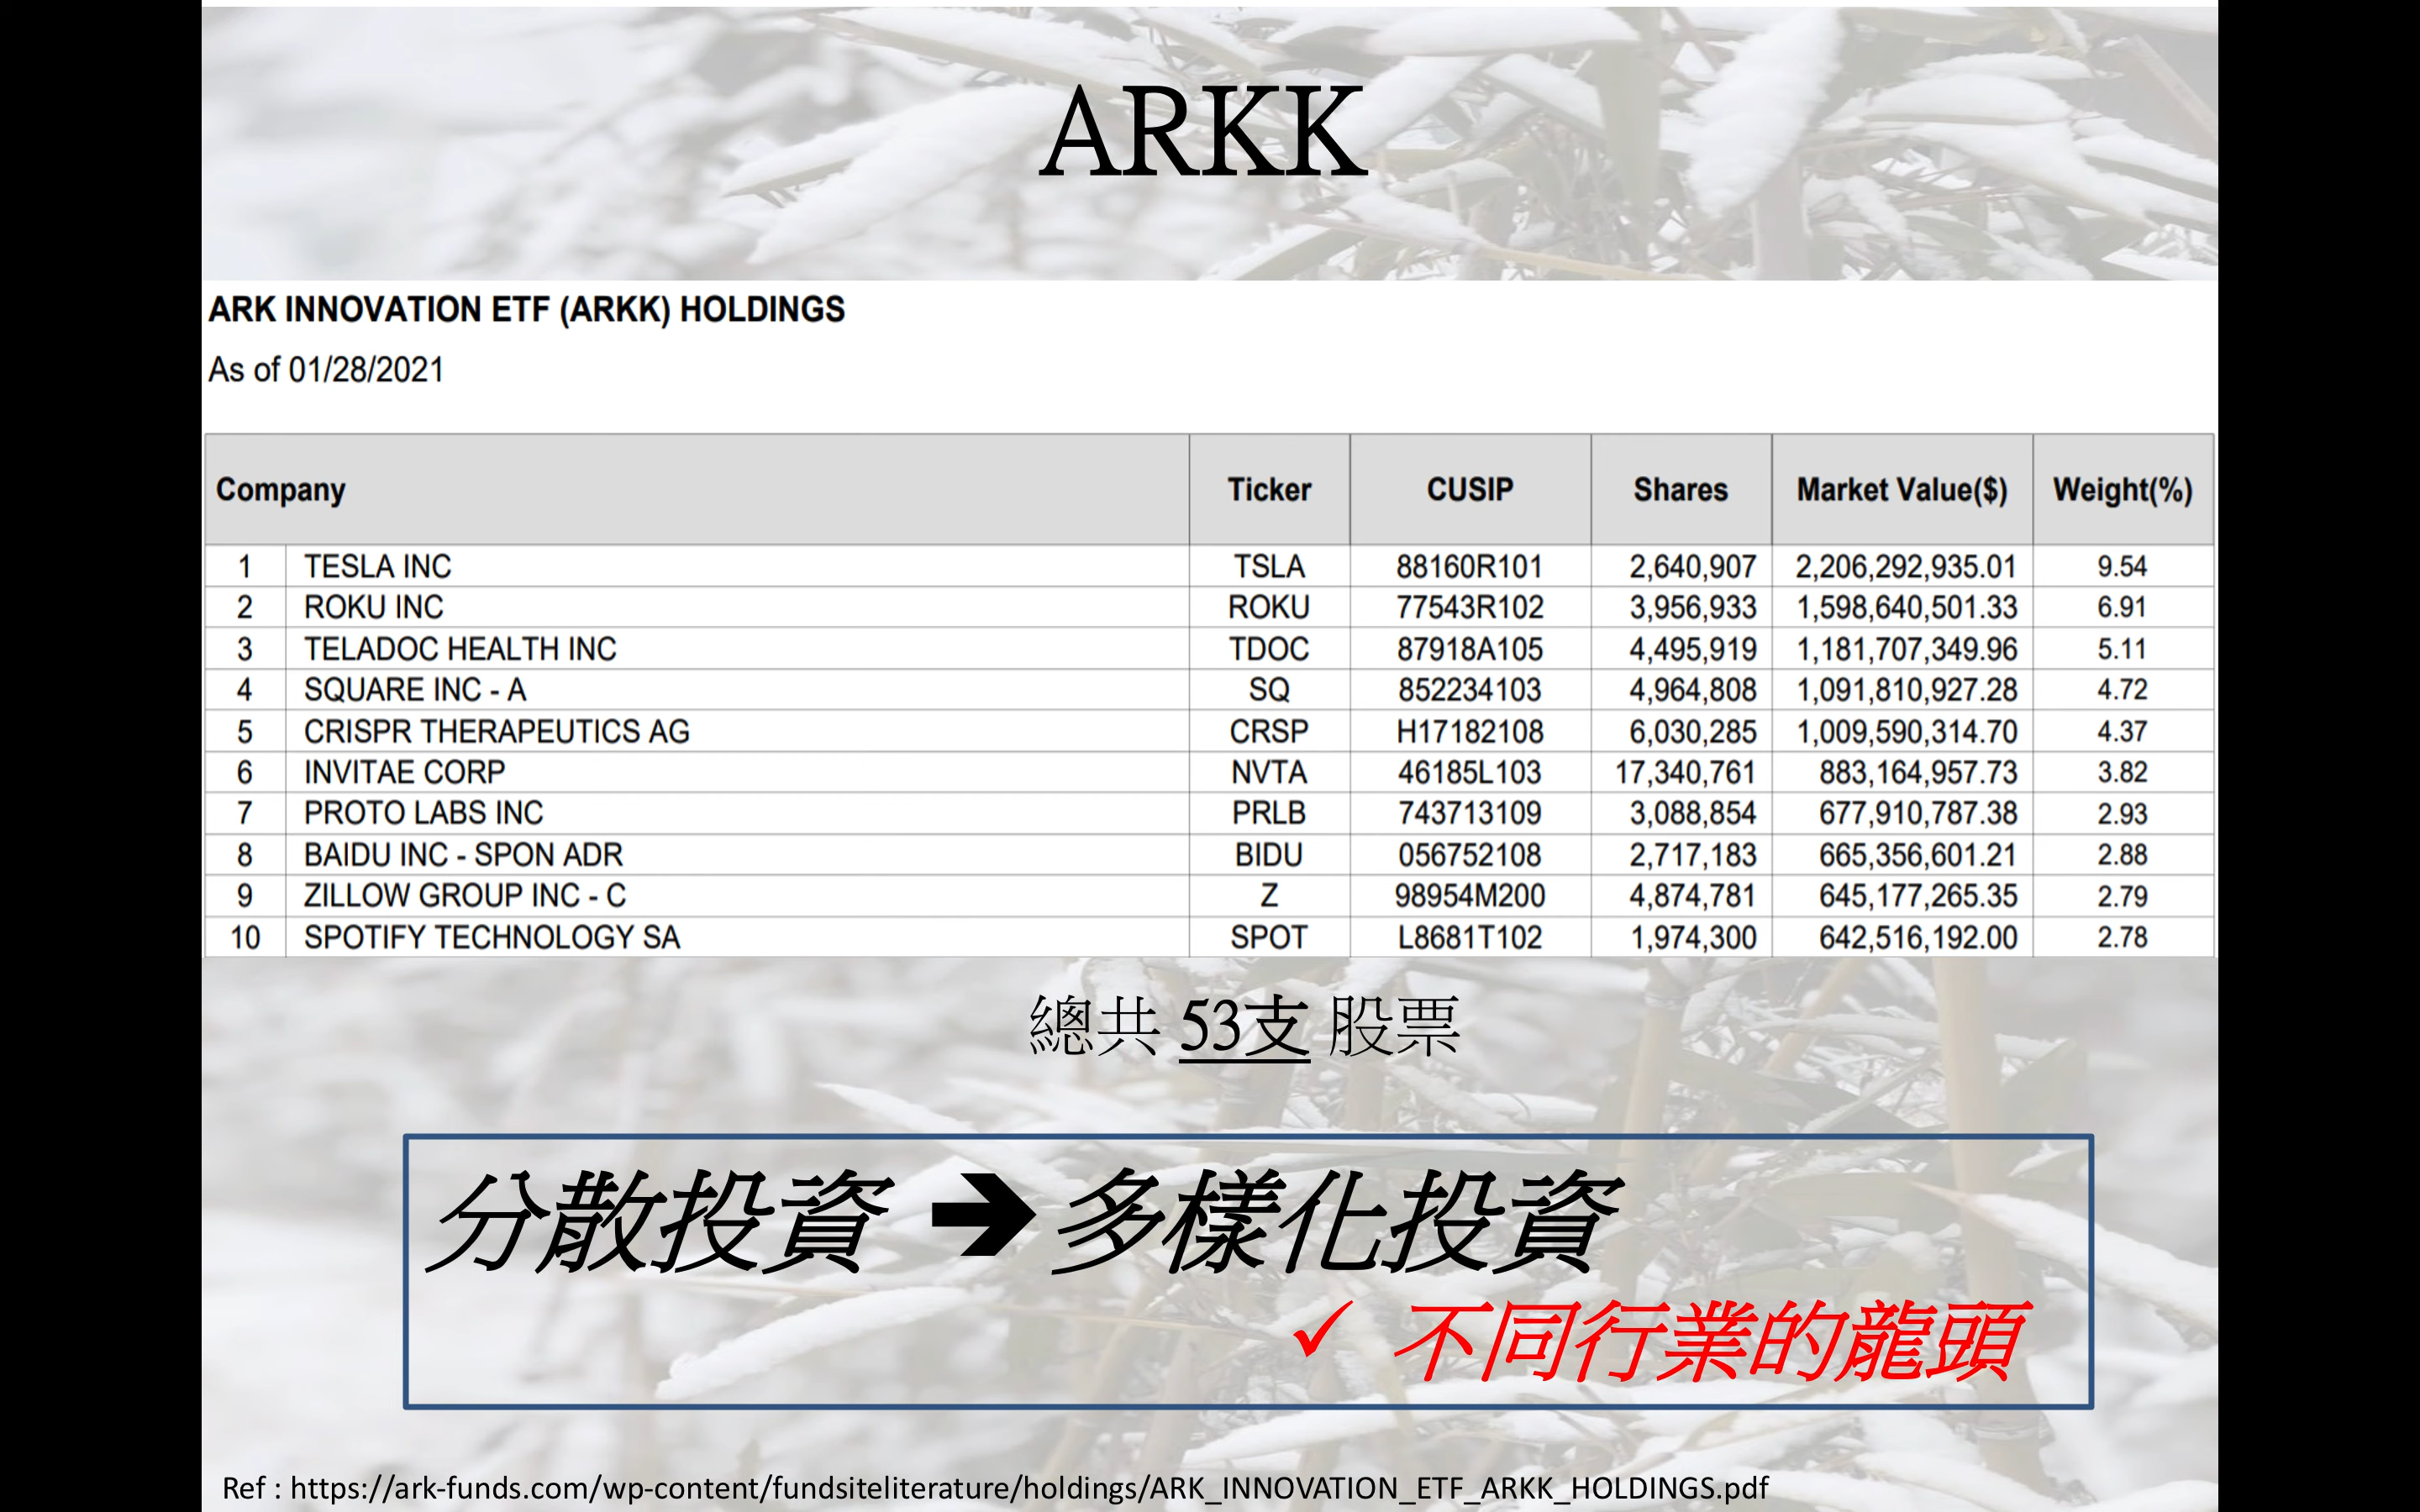 ARKK
ARK INNOVATION ETF (ARKK) HOLDINGS
As of 01/28/2021
Company Ticker CUSIP Shares Market Value($) Weight(%)
1 TESLA INC TSLA 88160R101 2,640,907 2,206,292,935.01 9.54
2 ROKU INC ROKU 77543R102 3,956,933 1,598,640,501.33 6.91
3 TELADOC HEALTH INC TDOC 87918A105 4,495,919 1,181,707,349.96 5.11
4 SQUARE INC - A SQ 852234103 4,964,808 1,091,810,927.28 4.72
5 CRISPR THERAPEUTICS AG CRSP H17182108 6,030,285 1,009,590,314.70 4.37
6 INVITAE CORP NVTA 46185L103 17,340,761 883,164,957.73 3.82
7 PROTO LABS INC PRLB 743713109 3,088,854 677,910,787.38 2.93
8 BAIDU INC - SPON ADR BIDU 056752108 2,717,183 665,356,601.21 2.88
9 ZILLOW GROUP INC - C Z 98954M200 4,874,781 645,177,265.35 2.79
10 SPOTIFY TECHNOLOGY SA SPOT L8681T102 1,974,300 642,516,192.00 2.78
總共 53支 股票
分散投資 ➔ 多樣化投資
✓ 不同行業的龍頭
Ref : https://ark-funds.com/wp-content/fundsiteliterature/holdings/ARK_INNOVATION_ETF_ARKK_HOLDINGS.pdf